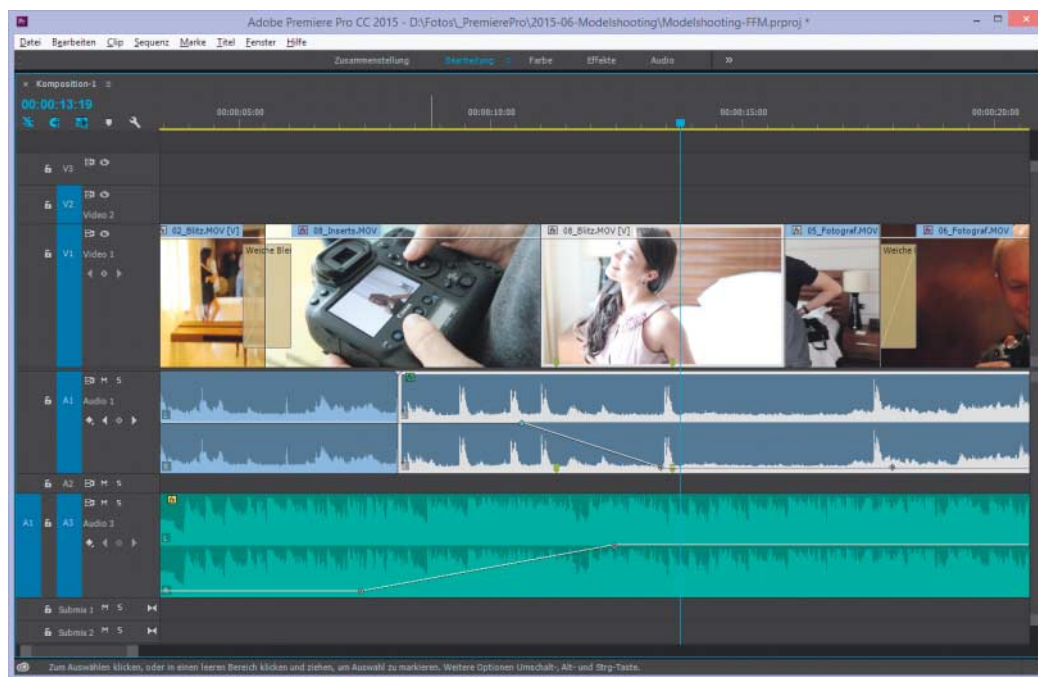 Adobe Premiere Pro CC 2015 - D:\Fotos\_PremierePro\2015-06-Modelshooting\Modelshooting-FFM.prproj *
Datei Bearbeiten Clip Sequenz Marke Titel Fenster Hilfe
Zusammenstellung Bearbeitung Farbe Effekte Audio »
× Komposition-1
00:00:13:19
00:00:05:00 00:00:10:00 00:00:15:00 00:00:20:00
V3
V2
Video 2
02_Blitz.MOV [V] 08_Inserts.MOV 08_Blitz.MOV [V] 05_Fotograf.MOV 06_Fotograf.MOV
V1 Video 1
Weiche Ble Weiche
M S
A1 Audio 1
A2 M S
M S
A1 A3 Audio 3
Submix 1 M S
Submix 2 M S
Zum Auswählen klicken, oder in einen leeren Bereich klicken und ziehen, um Auswahl zu markieren. Weitere Optionen Umschalt-, Alt- und Strg-Taste.